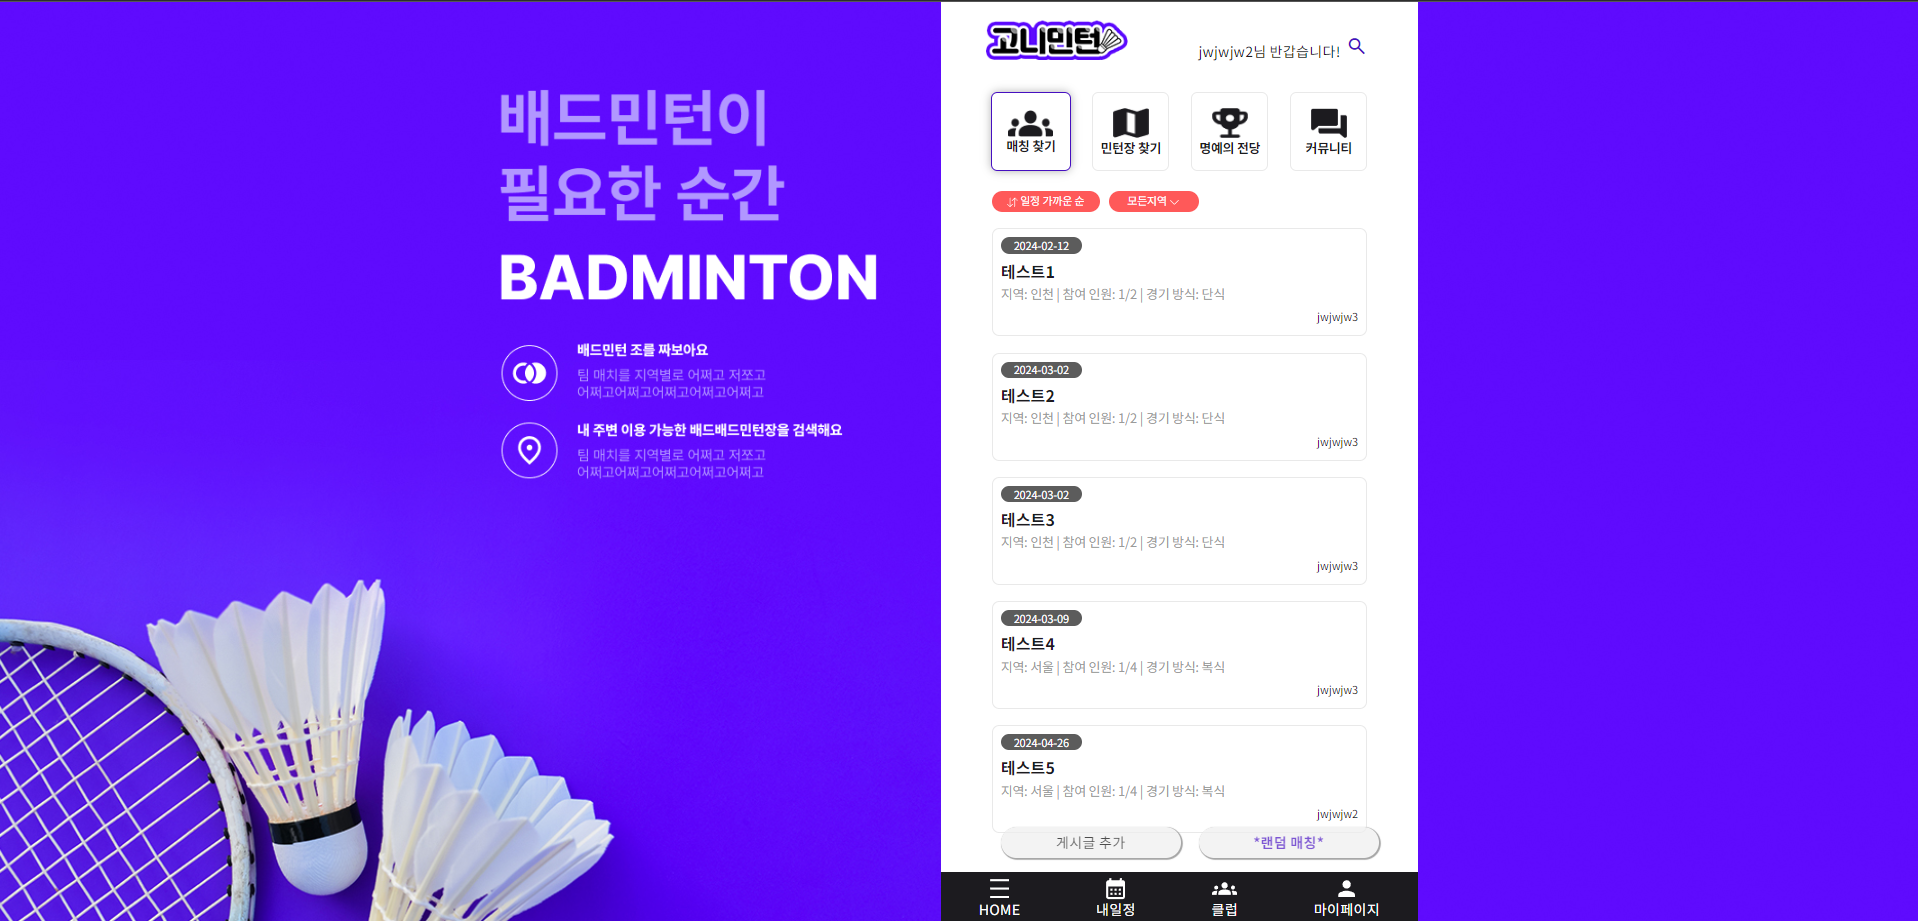 배드민턴이
필요한 순간
BADMINTON
배드민턴 조를 짜보아요
팀 매치를 지역별로 어쩌고 저쩌고
어쩌고어쩌고어쩌고어쩌고어쩌고
내 주변 이용 가능한 배드배드민턴장을 검색해요
팀 매치를 지역별로 어쩌고 저쩌고
어쩌고어쩌고어쩌고어쩌고어쩌고
고니민턴
jwjwjw2님 반갑습니다!
매칭 찾기
민턴장 찾기
명예의 전당
커뮤니티
일정 가까운 순
모든지역
2024-02-12
테스트1
지역: 인천 | 참여 인원: 1/2 | 경기 방식: 단식
jwjwjw3
2024-03-02
테스트2
지역: 인천 | 참여 인원: 1/2 | 경기 방식: 단식
jwjwjw3
2024-03-02
테스트3
지역: 인천 | 참여 인원: 1/2 | 경기 방식: 단식
jwjwjw3
2024-03-09
테스트4
지역: 서울 | 참여 인원: 1/4 | 경기 방식: 복식
jwjwjw3
2024-04-26
테스트5
지역: 서울 | 참여 인원: 1/4 | 경기 방식: 복식
jwjwjw2
게시글 추가
*랜덤 매칭*
HOME
내일정
클럽
마이페이지